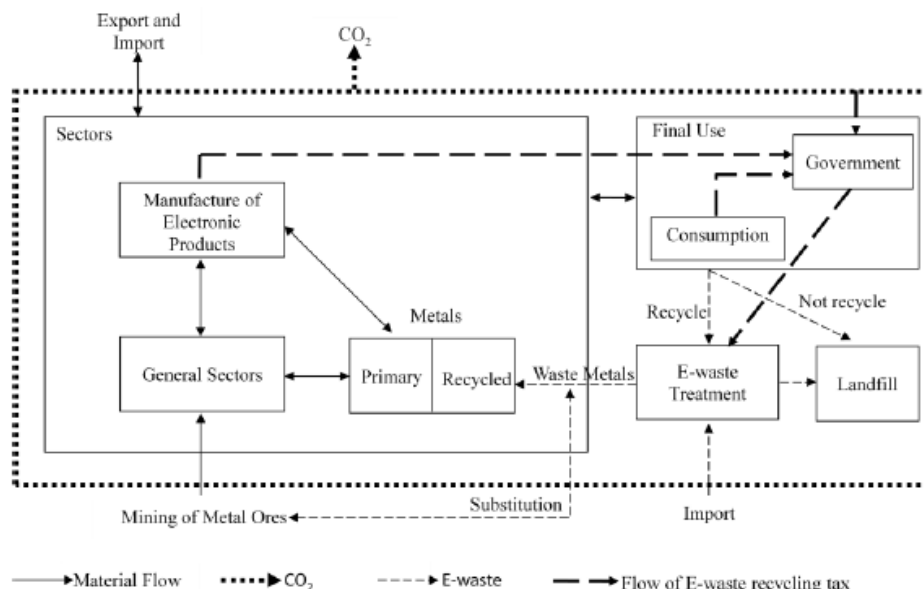 Export and
Import
CO₂
Sectors
Final Use
Government
Manufacture of
Electronic
Products
Consumption
Not recycle
Recycle
Metals
General Sectors
Primary
Recycled
Waste Metals
E-waste
Treatment
Landfill
Substitution
Mining of Metal Ores
Import
Material Flow
CO₂
E-waste
Flow of E-waste recycling tax